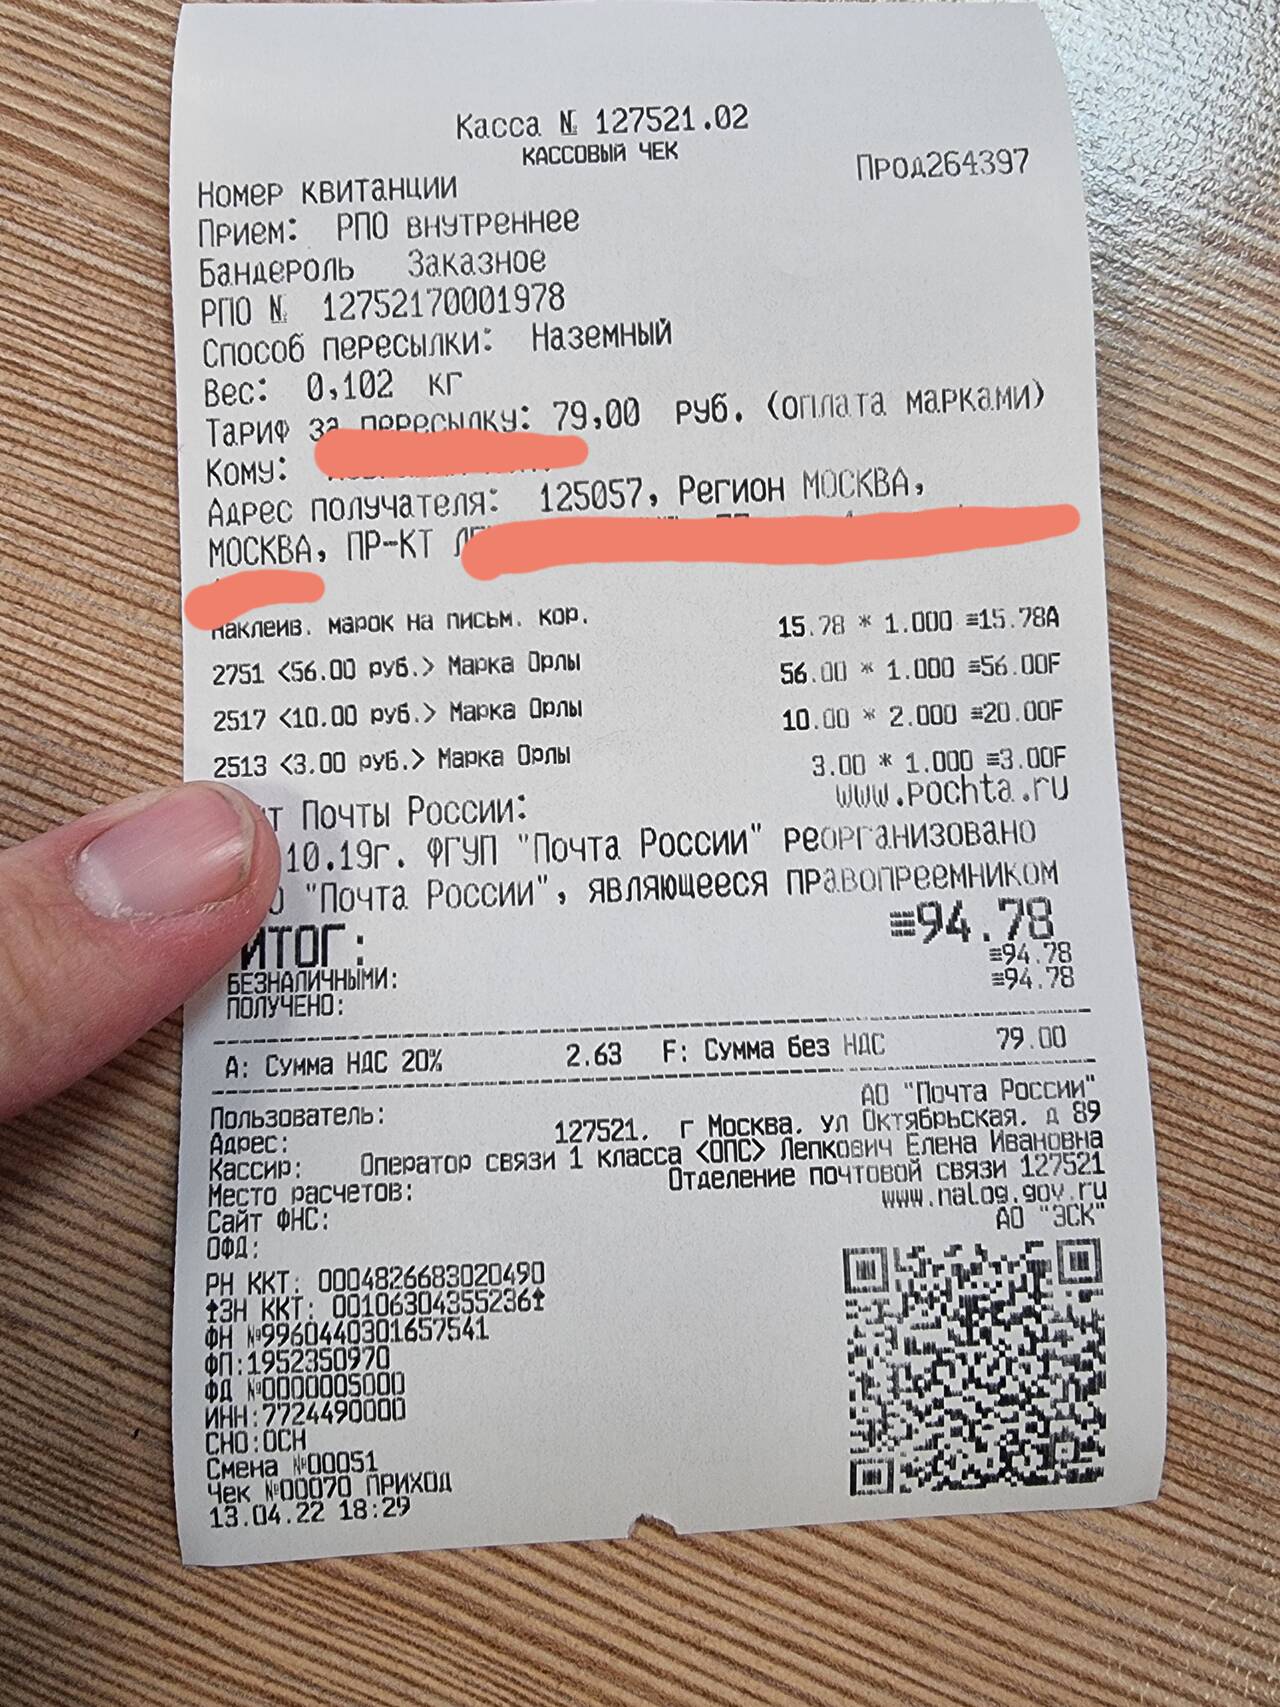 Касса № 127521.02
КАССОВЫЙ ЧЕК
Номер квитанции Прод264397
Прием: РПО внутреннее
Бандероль Заказное
РПО № 12752170001978
Способ пересылки: Наземный
Вес: 0,102 кг
Тариф за пересылку: 79,00 руб. (оплата марками)
Кому:
Адрес получателя: 125057, Регион МОСКВА,
МОСКВА, ПР-КТ
Наклеив. марок на письм. кор. 15.78 * 1.000 ≡15.78А
2751 <56.00 руб.> Марка Орлы 56.00 * 1.000 ≡56.00F
2517 <10.00 руб.> Марка Орлы 10.00 * 2.000 ≡20.00F
2513 <3.00 руб.> Марка Орлы 3.00 * 1.000 ≡3.00F
Почты России: www.pochta.ru
10.19г. ФГУП "Почта России" реорганизовано
"Почта России", являющееся правопреемником
ИТОГ: ≡94.78
БЕЗНАЛИЧНЫМИ: ≡94.78
ПОЛУЧЕНО: ≡94.78
А: Сумма НДС 20% 2.63 F: Сумма без НДС 79.00
Пользователь: АО "Почта России"
Адрес: 127521, г Москва, ул Октябрьская, д 89
Кассир: Оператор связи 1 класса <ОПС> Лепкович Елена Ивановна
Место расчетов: Отделение почтовой связи 127521
Сайт ФНС: www.nalog.gov.ru
ОФД: АО "ЭСК"
РН ККТ: 0004826683020490
↑ЗН ККТ: 00106304355236↑
ФН №9960440301657541
ФП:1952350970
ФД №0000005000
ИНН:7724490000
СНО:ОСН
Смена №00051
Чек №00070 ПРИХОД
13.04.22 18:29